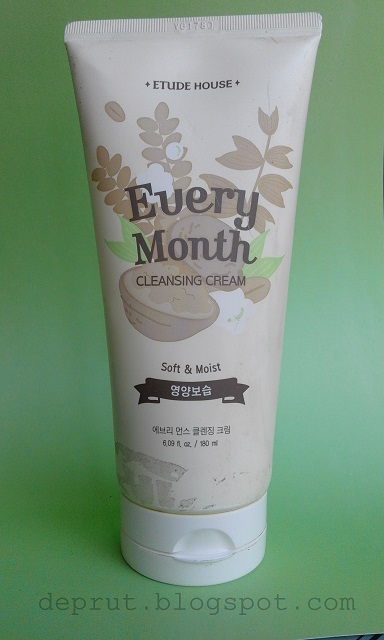 Y01760
✦ ETUDE HOUSE ✦
Every
Month
CLEANSING CREAM
Soft & Moist
영양보습
에브리 먼스 클렌징 크림
6.09 fl. oz. / 180 ml
deprut.blogspot.com